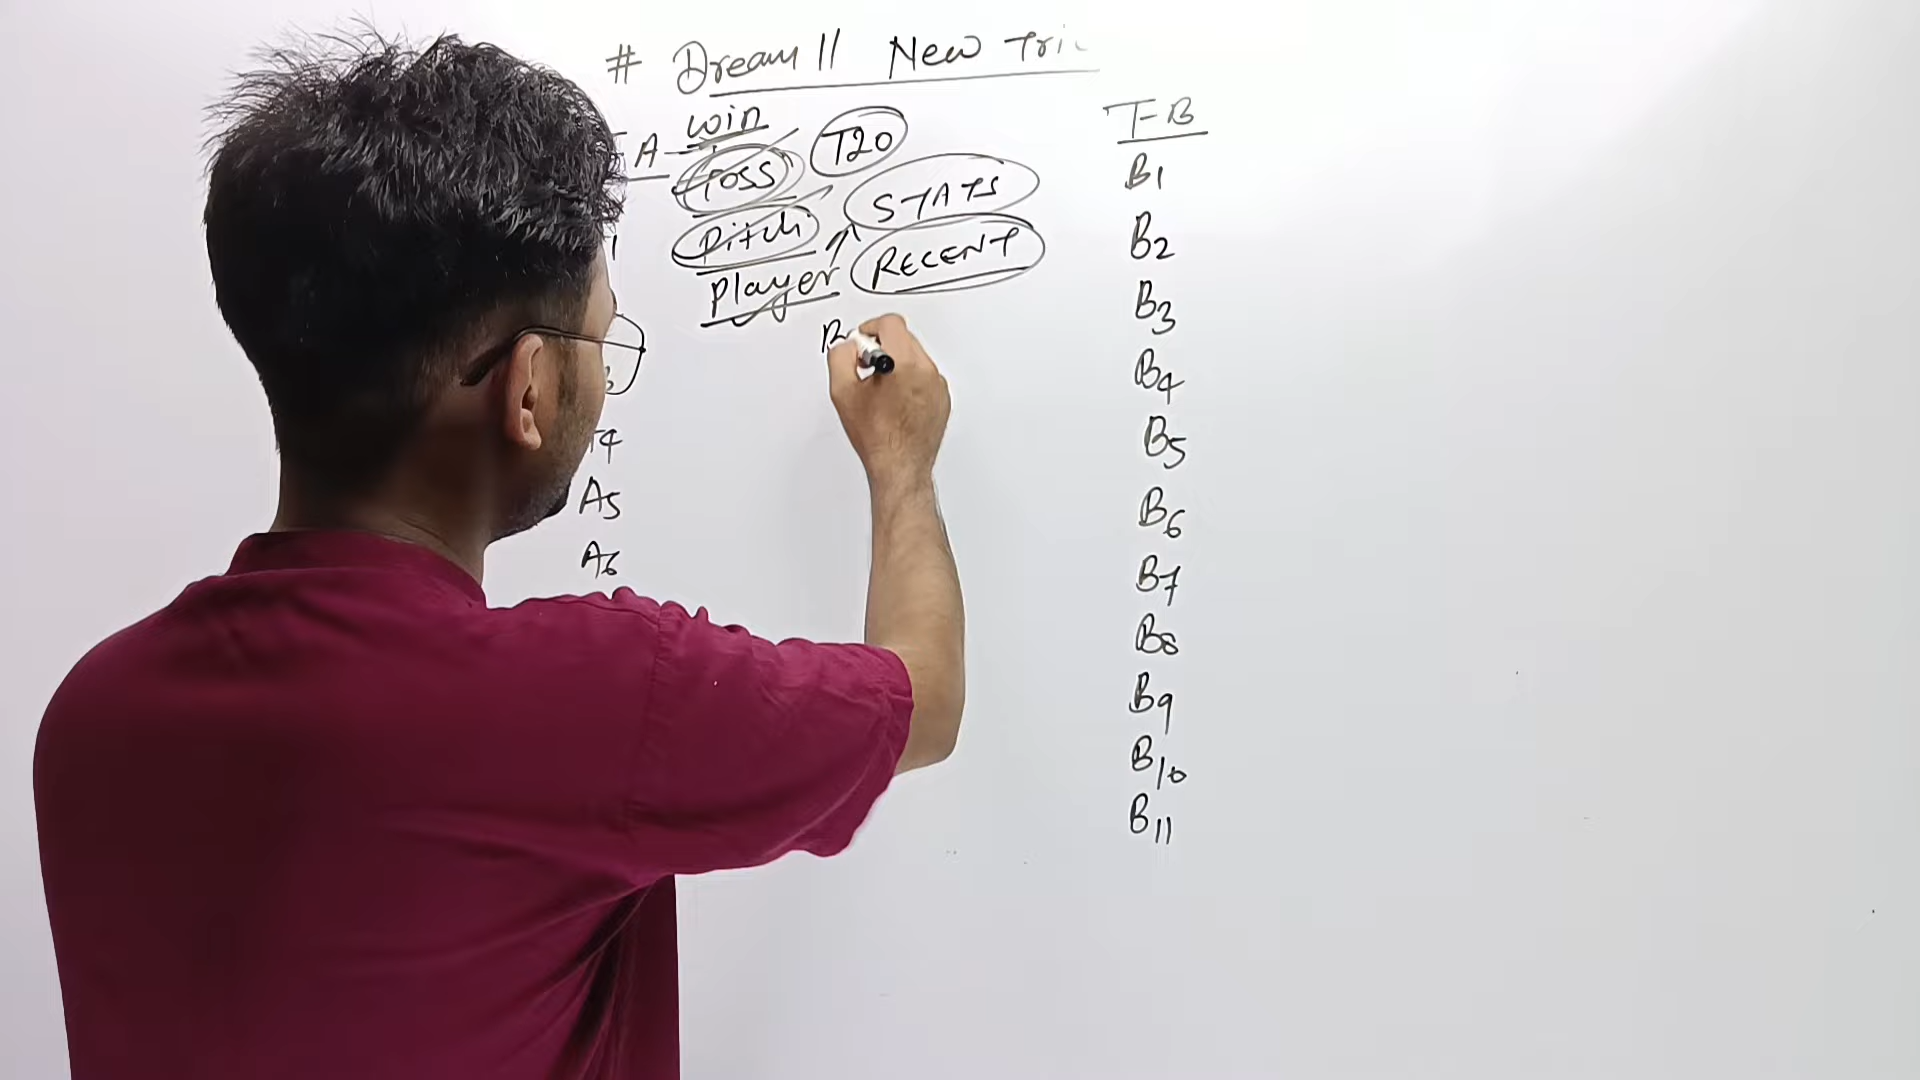 # Dream 11 New
win
A T20
Toss
STATS
Pitch
Player RECENT
A5
A6
T-B
B1
B2
B3
B4
B5
B6
B7
B8
B9
B10
B11